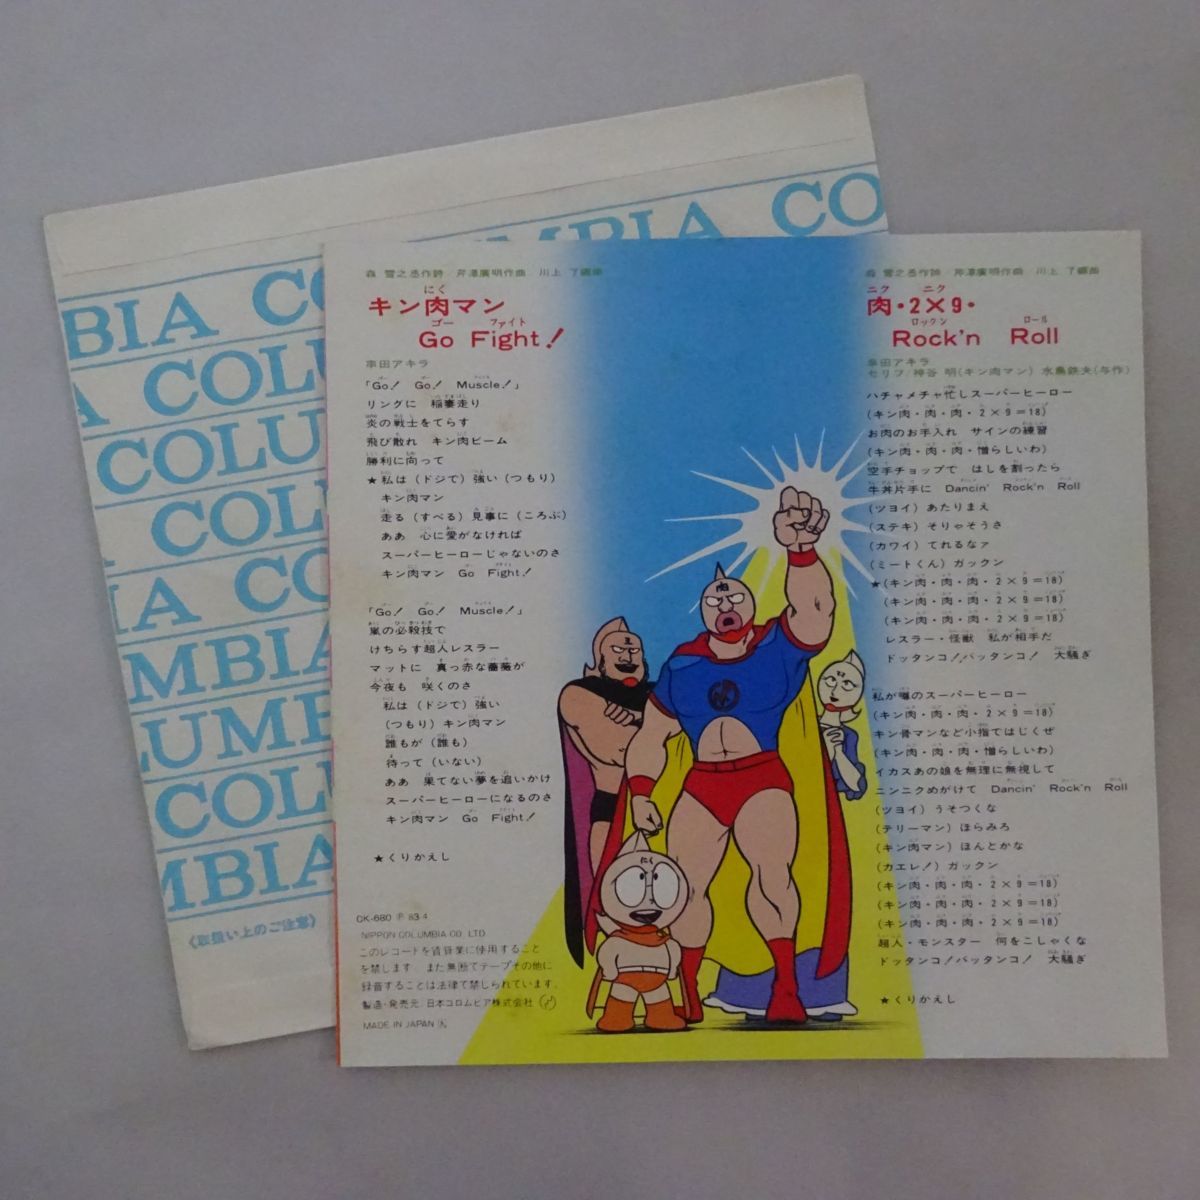 BIA CO
COLUMBIA CO
BIA CO
A COLU
COLU
COL
IA CO
MBIA
LUMB
COLU
MBIA
《取扱い上のご注意》
森 雪之丞作詩/芹澤廣明作曲 川上 了編曲
にく
キン肉マン
ゴー ファイト
Go Fight!
串田アキラ
「Go! Go! Muscle!」
リングに 稲妻走り
炎の戦士をてらす
飛び散れ キン肉ビーム
勝利に向って
★私は(ドジで)強い(つもり)
キン肉マン
走る(すべる)見事に(ころぶ)
ああ 心に愛がなければ
スーパーヒーローじゃないのさ
キン肉マン Go Fight!
「Go! Go! Muscle!」
嵐の必殺技で
けちらす超人レスラー
マットに 真っ赤な薔薇が
今夜も 咲くのさ
私は(ドジで)強い
(つもり)キン肉マン
誰もが(誰も)
待って(いない)
ああ 果てない夢を追いかけ
スーパーヒーローになるのさ
キン肉マン Go Fight!
★くりかえし
CK-680 Ⓟ 83.4
NIPPON COLUMBIA CO. LTD.
このレコードを賃貸業に使用すること
を禁じます。また無断でテープその他に
録音することは法律で禁じられています。
製造・発売元 日本コロムビア株式会社
MADE IN JAPAN
森 雪之丞作詩/芹澤廣明作曲 川上 了編曲
ニク ニク
肉・2×9・
ロックン ロール
Rock'n Roll
串田アキラ
セリフ/神谷 明(キン肉マン) 水鳥鉄夫(与作)
ハチャメチャ忙しスーパーヒーロー
(キン肉・肉・肉・2×9=18)
お肉のお手入れ サインの練習
(キン肉・肉・肉・憎らしいわ)
空手チョップで はしを割ったら
牛丼片手に Dancin' Rock'n Roll
(ツヨイ)あたりまえ
(ステキ)そりゃそうさ
(カワイ)てれるなァ
(ミートくん)ガックン
★(キン肉・肉・肉・2×9=18)
(キン肉・肉・肉・2×9=18)
(キン肉・肉・肉・2×9=18)
レスラー・怪獣 私が相手だ
ドッタンコ!バッタンコ! 大騒ぎ
私が噂のスーパーヒーロー
(キン肉・肉・肉・2×9=18)
キン骨マンなど小指ではじくぜ
(キン肉・肉・肉・憎らしいわ)
イカスあの娘を無理に無視して
ニンニクめがけて Dancin' Rock'n Roll
(ツヨイ)うそつくな
(テリーマン)ほらみろ
(キン肉マン)ほんとかな
(カエレ!)ガックン
(キン肉・肉・肉・2×9=18)
(キン肉・肉・肉・2×9=18)
(キン肉・肉・肉・2×9=18)
超人・モンスター 何をこしゃくな
ドッタンコ!バッタンコ! 大騒ぎ
★くりかえし
肉
にく